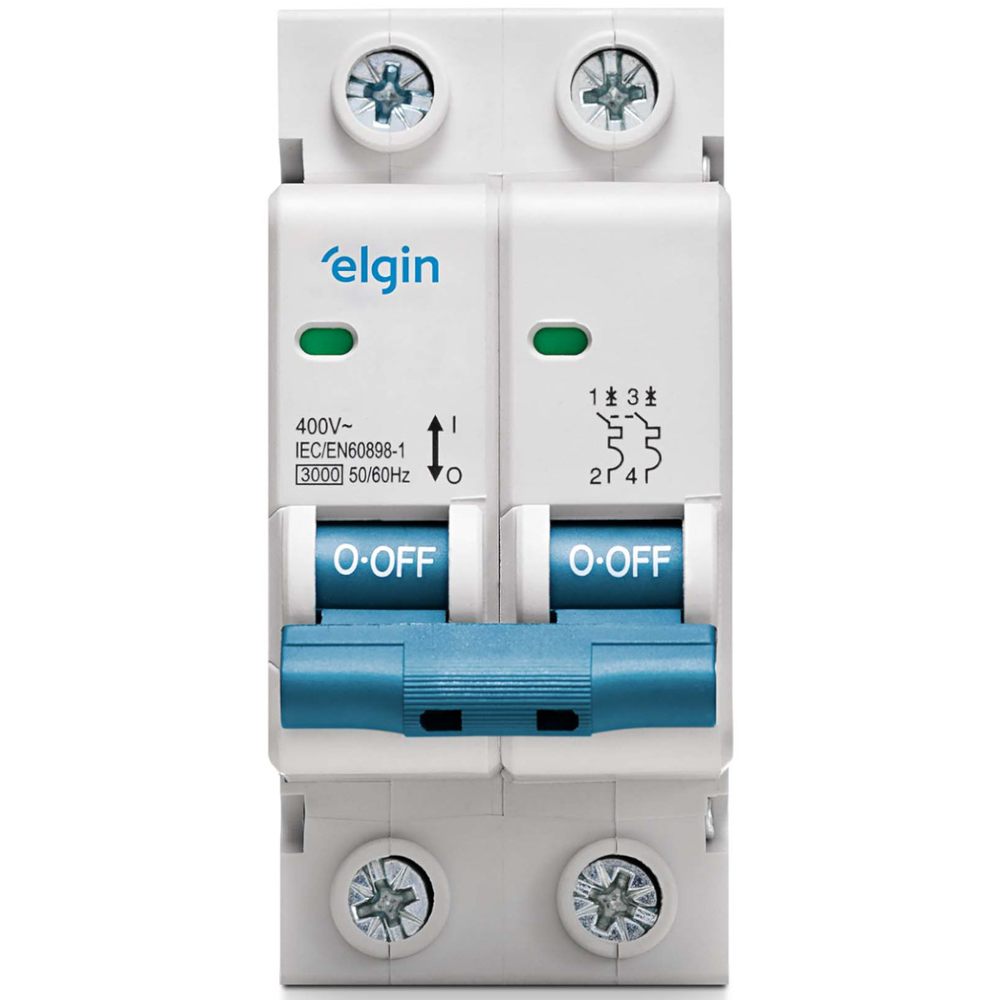 elgin
400V~
IEC/EN60898-1
3000 50/60Hz
I
O
1 3
2 4
O·OFF
O·OFF